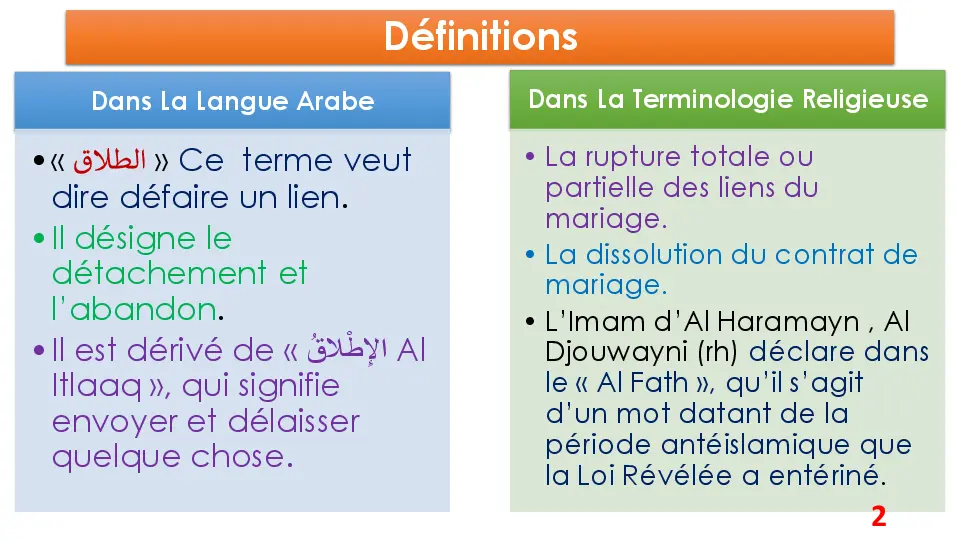 Définitions
Dans La Langue Arabe
•« الطلاق » Ce terme veut
dire défaire un lien.
•Il désigne le
détachement et
l’abandon.
•Il est dérivé de « الإِطْلاقُ Al
Itlaaq », qui signifie
envoyer et délaisser
quelque chose.
Dans La Terminologie Religieuse
• La rupture totale ou
partielle des liens du
mariage.
• La dissolution du contrat de
mariage.
• L’Imam d’Al Haramayn , Al
Djouwayni (rh) déclare dans
le « Al Fath », qu’il s’agit
d’un mot datant de la
période antéislamique que
la Loi Révélée a entériné.
2